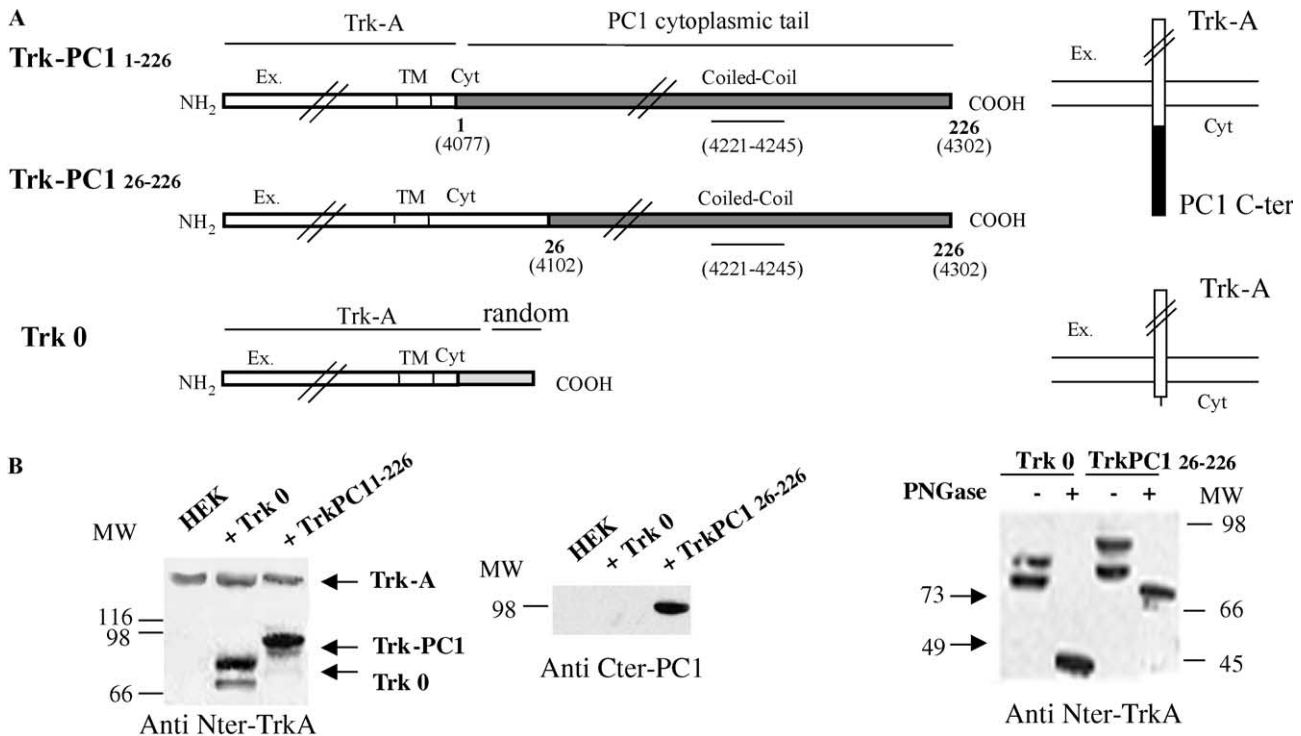 A
Trk-A
PC1 cytoplasmic tail
Trk-PC1 1-226
Ex.
TM
Cyt
Coiled-Coil
NH2
COOH
1
(4077)
(4221-4245)
226
(4302)
Trk-A
Ex.
Cyt
PC1 C-ter
Trk-PC1 26-226
Ex.
TM
Cyt
Coiled-Coil
NH2
COOH
26
(4102)
(4221-4245)
226
(4302)
Trk 0
Trk-A
random
Ex.
TM
Cyt
NH2
COOH
Trk-A
Ex.
Cyt
B
HEK
+ Trk 0
+ TrkPC11-226
MW
Trk-A
116
98
Trk-PC1
Trk 0
66
Anti Nter-TrkA
HEK
+ Trk 0
+ TrkPC1 26-226
MW
98
Anti Cter-PC1
Trk 0
TrkPC1 26-226
PNGase
- + - +
MW
98
73
66
49
45
Anti Nter-TrkA